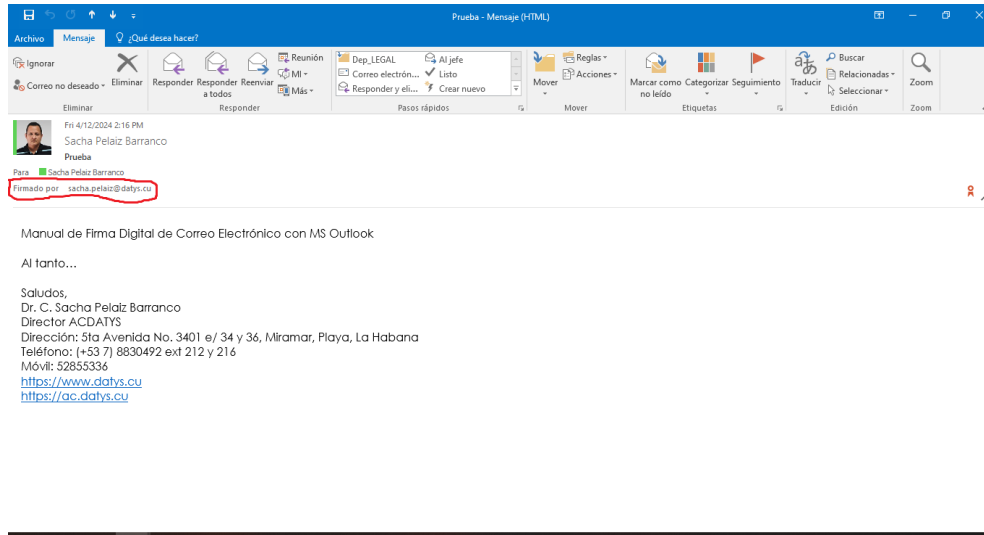 Prueba - Mensaje (HTML)
Archivo Mensaje ¿Qué desea hacer?
Ignorar
Correo no deseado
Eliminar
Eliminar
Responder
Responder a todos
Reenviar
Reunión
MI
Más
Responder
Dep_LEGAL
Correo electrón...
Responder y eli...
Al jefe
Listo
Crear nuevo
Pasos rápidos
Mover
Reglas
Acciones
Mover
Marcar como no leído
Categorizar
Seguimiento
Etiquetas
Traducir
Buscar
Relacionadas
Seleccionar
Edición
Zoom
Zoom
Fri 4/12/2024 2:16 PM
Sacha Pelaiz Barranco
Prueba
Para Sacha Pelaiz Barranco
Firmado por sacha.pelaiz@datys.cu
Manual de Firma Digital de Correo Electrónico con MS Outlook
Al tanto...
Saludos,
Dr. C. Sacha Pelaiz Barranco
Director ACDATYS
Dirección: 5ta Avenida No. 3401 e/ 34 y 36, Miramar, Playa, La Habana
Teléfono: (+53 7) 8830492 ext 212 y 216
Móvil: 52855336
https://www.datys.cu
https://ac.datys.cu